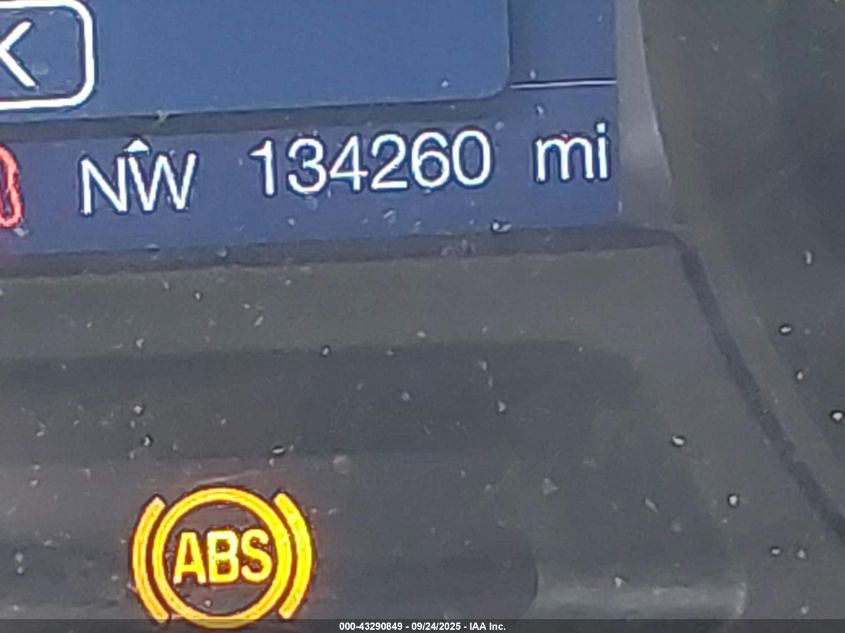 K
NW 134260 mi
ABS
000-43290849 - 09/24/2025 - IAA Inc.